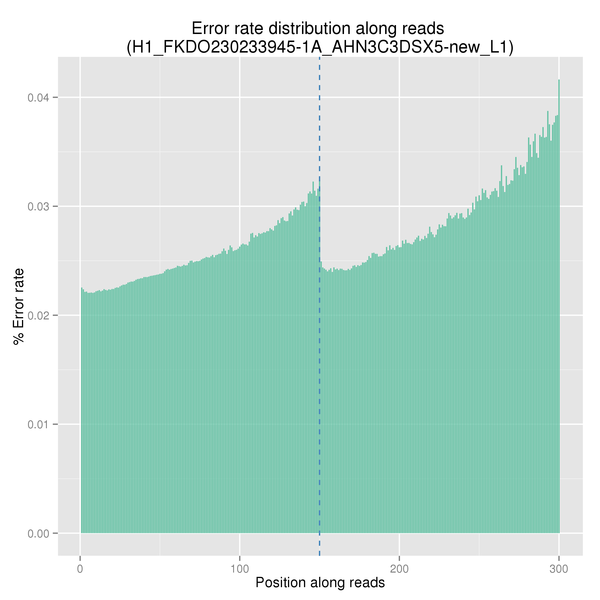 Error rate distribution along reads
(H1_FKDO230233945-1A_AHN3C3DSX5-new_L1)
% Error rate
0.04
0.03
0.02
0.01
0.00
0
100
200
300
Position along reads